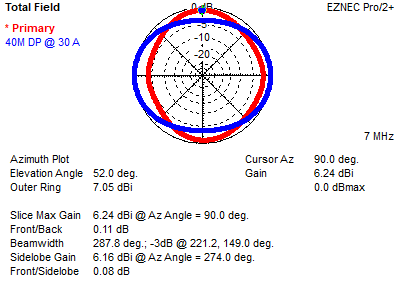 Total Field
EZNEC Pro/2+
* Primary
40M DP @ 30 A
0 dB
-5
-10
-20
-30
7 MHz
Azimuth Plot
Cursor Az 90.0 deg.
Elevation Angle 52.0 deg.
Gain 6.24 dBi
Outer Ring 7.05 dBi
0.0 dBmax
Slice Max Gain 6.24 dBi @ Az Angle = 90.0 deg.
Front/Back 0.11 dB
Beamwidth 287.8 deg.; -3dB @ 221.2, 149.0 deg.
Sidelobe Gain 6.16 dBi @ Az Angle = 274.0 deg.
Front/Sidelobe 0.08 dB